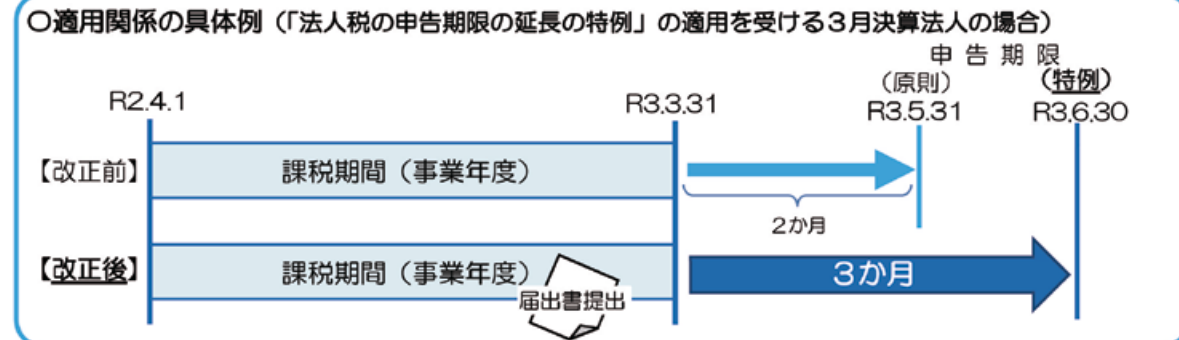 〇適用関係の具体例（「法人税の申告期限の延長の特例」の適用を受ける３月決算法人の場合）
申 告 期 限
（原則）
（特例）
R2.4.1
R3.3.31
R3.5.31
R3.6.30
【改正前】
課税期間（事業年度）
２か月
【改正後】
課税期間（事業年度）
３か月
届出書提出